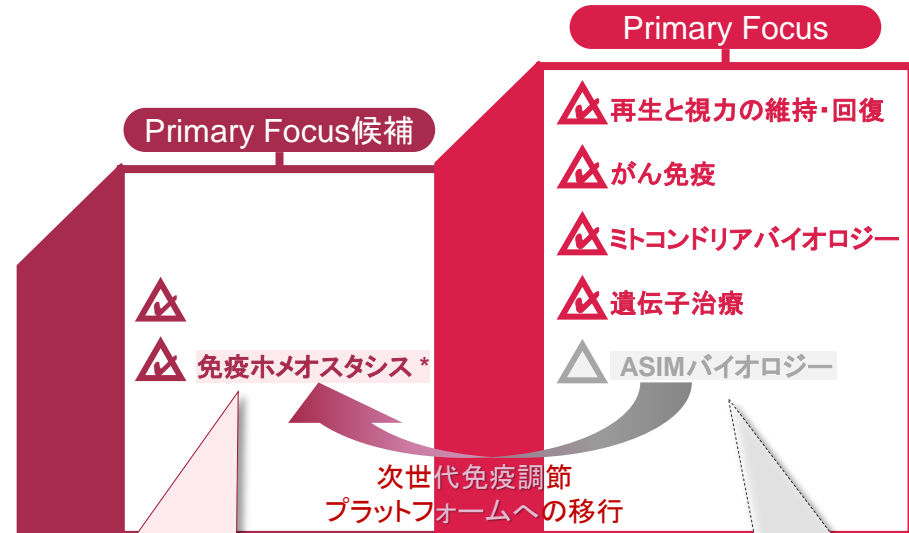 Primary Focus
再生と視力の維持・回復
がん免疫
ミトコンドリアバイオロジー
遺伝子治療
ASIMバイオロジー
Primary Focus候補
免疫ホメオスタシス *
次世代免疫調節
プラットフォームへの移行